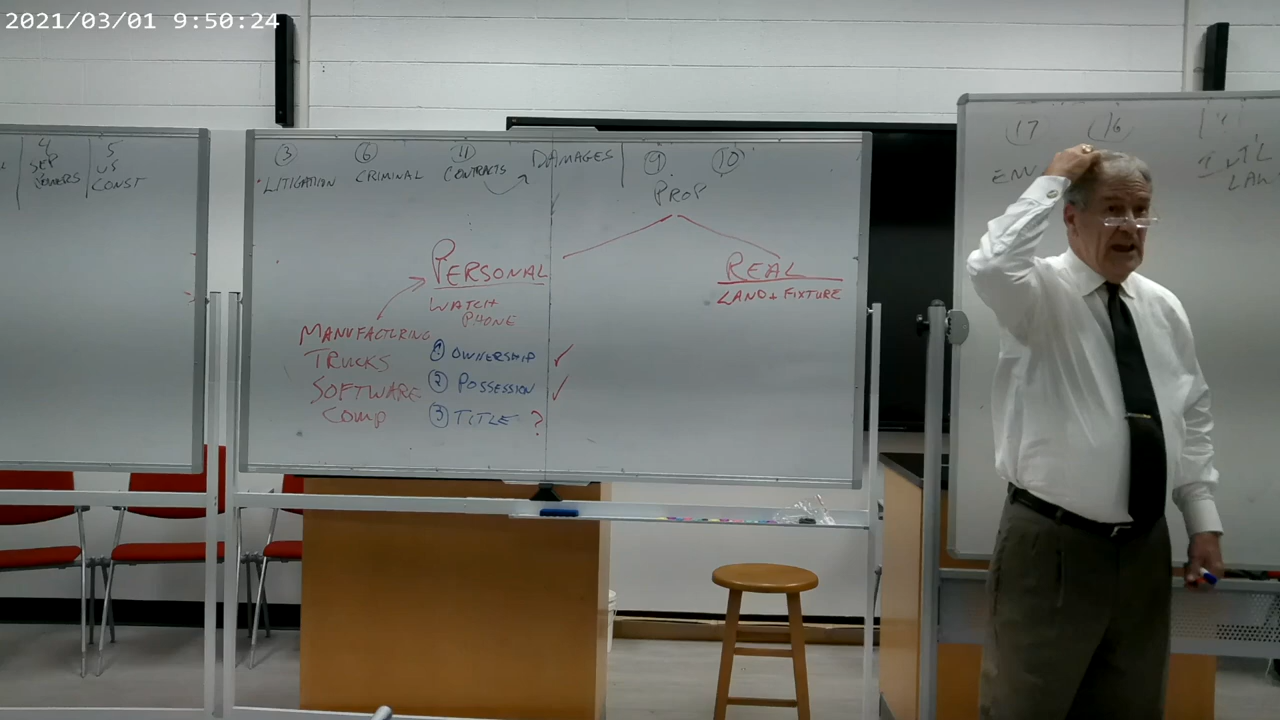 2021/03/01 9:50:24
4
SEP
POWERS
5
US
CONST
3
LITIGATION
6
CRIMINAL
11
CONTRACTS
DAMAGES
9
10
PROP
PERSONAL
WATCH
PHONE
MANUFACTURING
TRUCKS
SOFTWARE
COMP
1 OWNERSHIP ✓
2 POSSESSION ✓
3 TITLE ?
REAL
LAND + FIXTURE
17
ENV
16
LAW